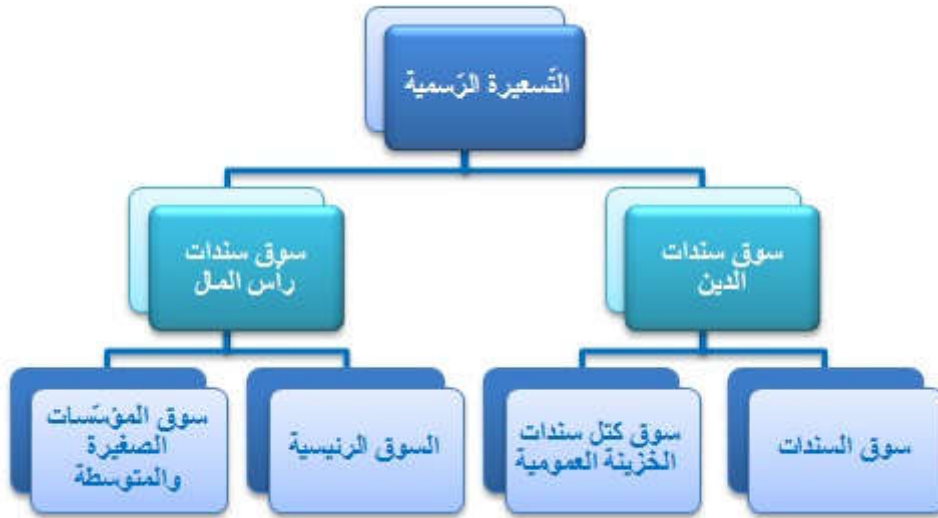 التّسعيرة الرّسمية
سوق سندات
الدين
سوق سندات
رأس المال
سوق السندات
سوق كتل سندات
الخزينة العمومية
السوق الرئيسية
سوق المؤسّسات
الصغيرة
والمتوسطة